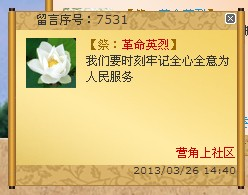 留言序号：7531
【祭：革命英烈】
我们要时刻牢记全心全意为
人民服务
营角上社区
2013/03/26 14:40